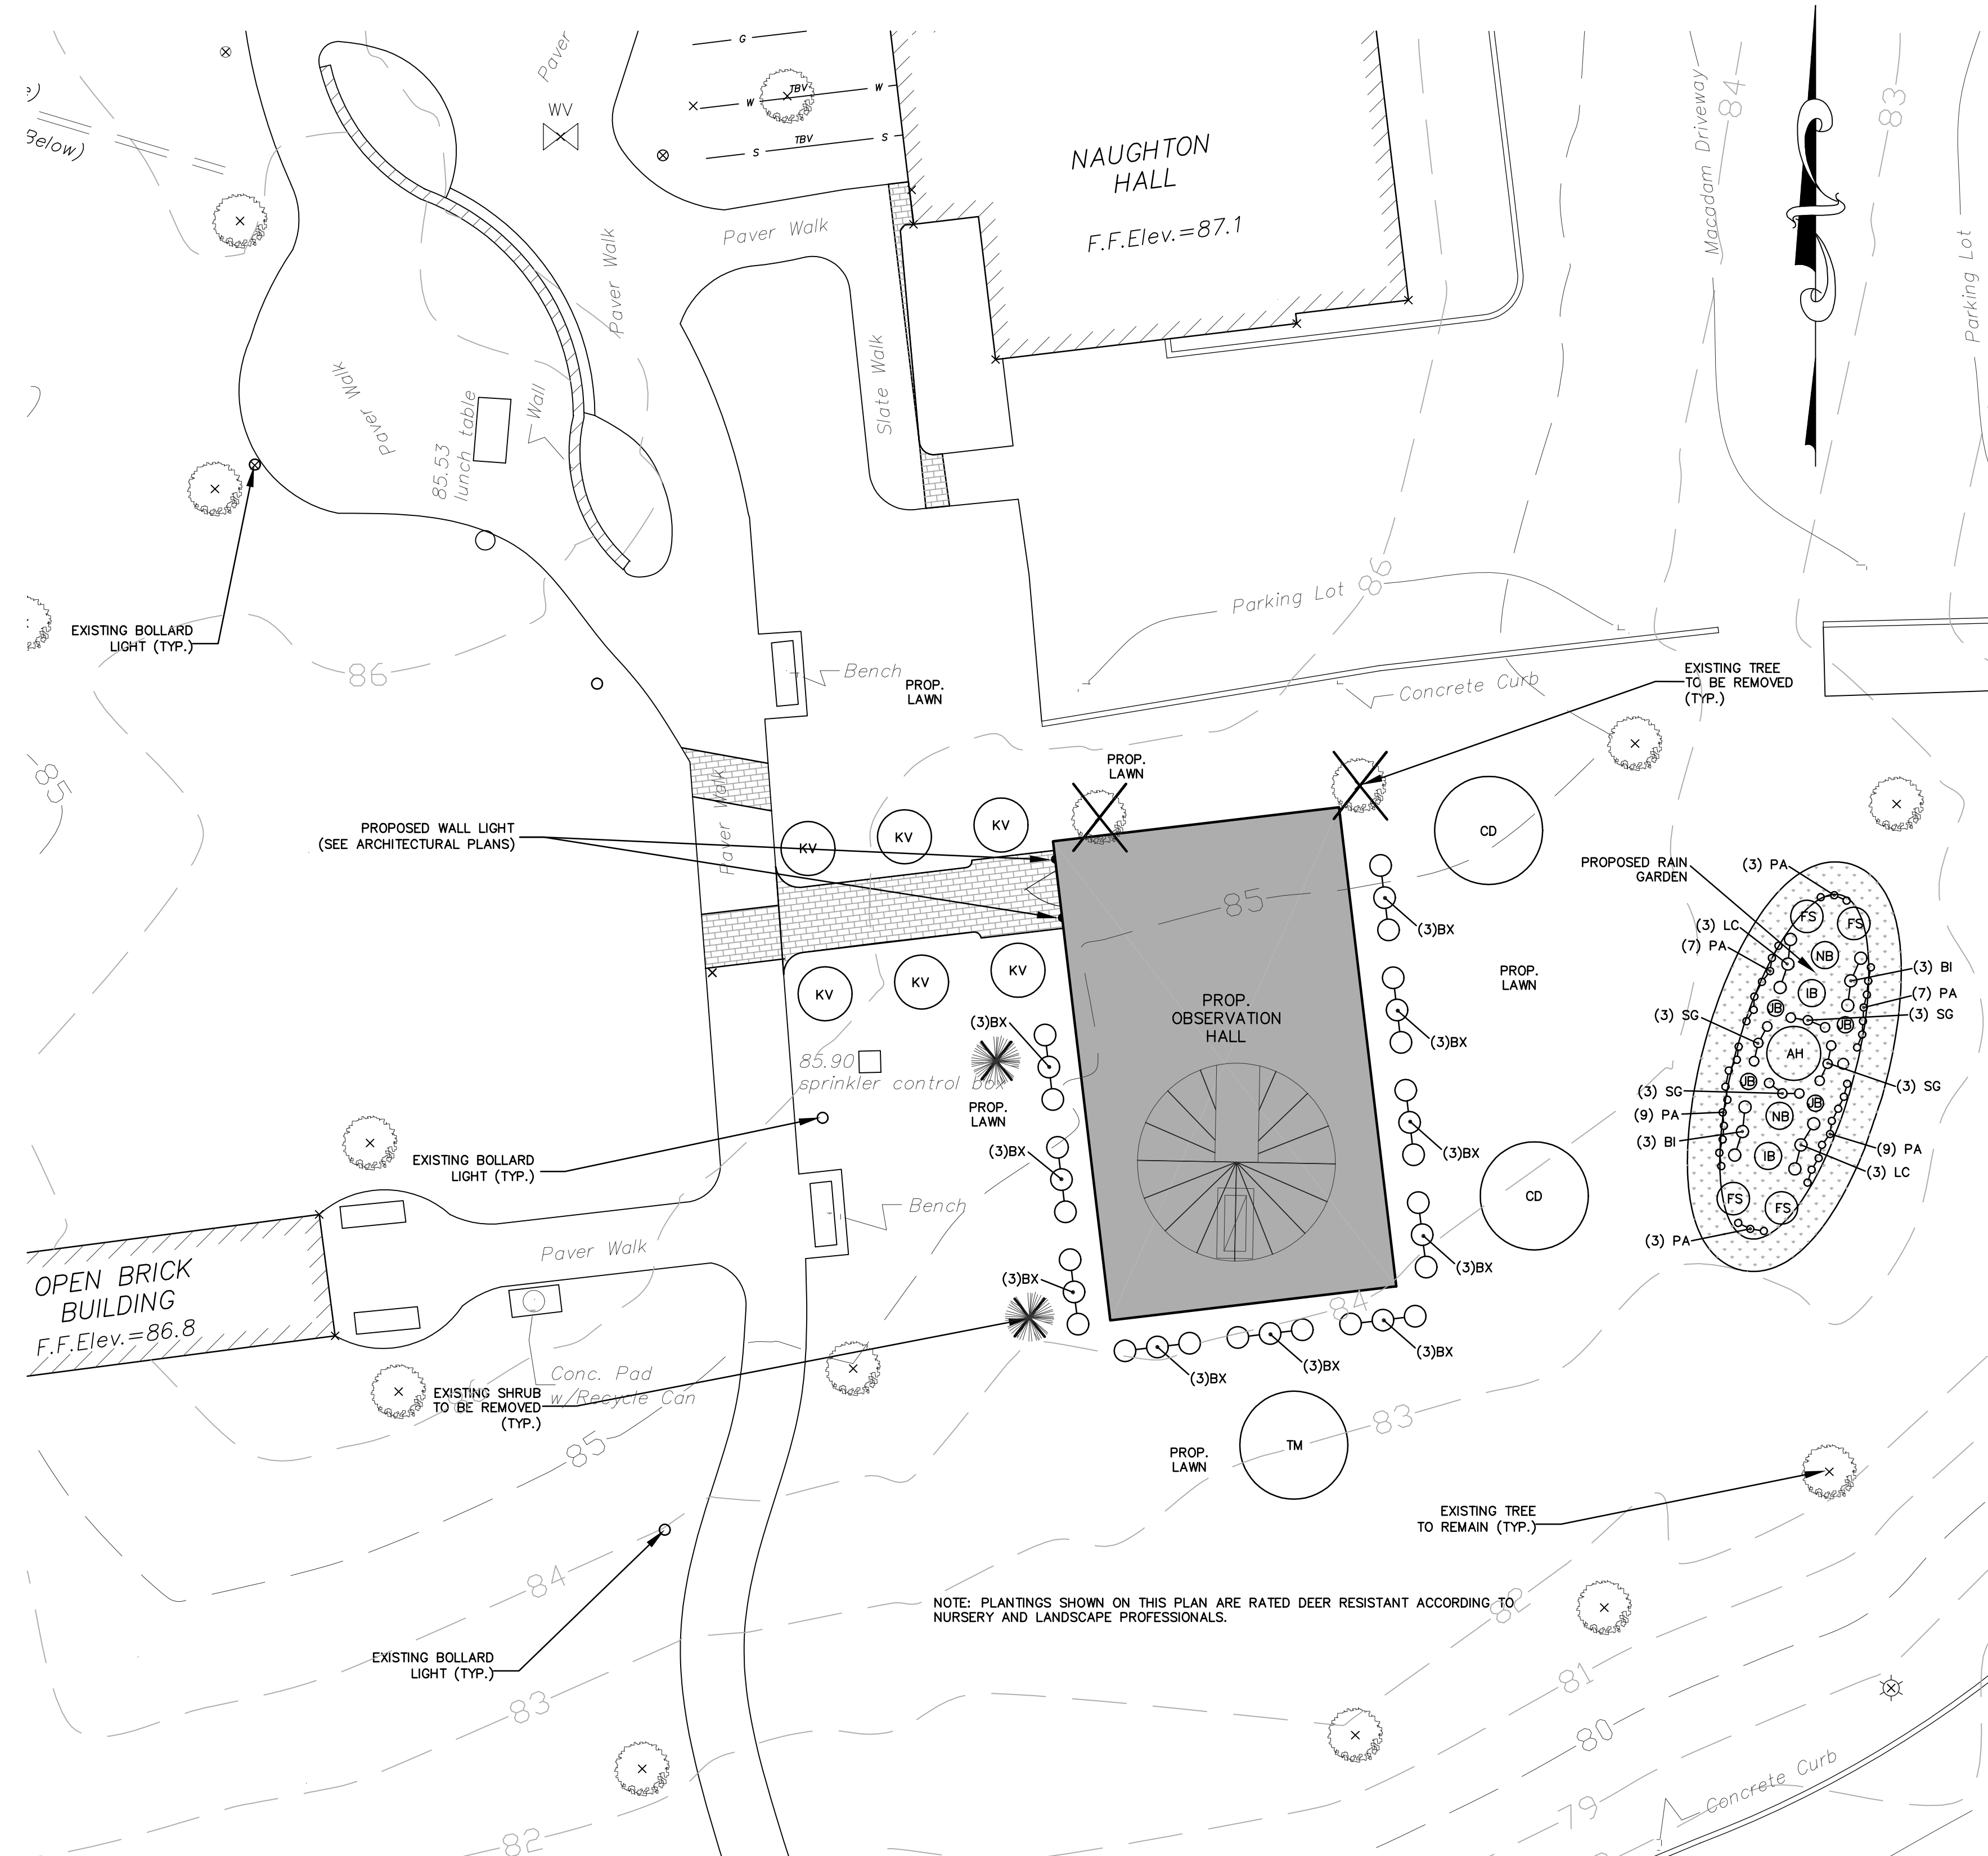 Below)
WV
Paver
G
W
TBV
W
S
TBV
S
NAUGHTON
HALL
F.F.Elev.=87.1
Macadam Driveway
84
83
Parking Lot
Paver Walk
Paver Walk
Paver Walk
Slate Walk
85.53
lunch table
Wall
EXISTING BOLLARD
LIGHT (TYP.)
86
Parking Lot
86
Bench
PROP.
LAWN
Concrete Curb
EXISTING TREE
TO BE REMOVED
(TYP.)
85
PROP.
LAWN
Paver Walk
PROPOSED WALL LIGHT
(SEE ARCHITECTURAL PLANS)
KV
KV
KV
CD
PROPOSED RAIN
GARDEN
(3) PA
85
(3)BX
(3) LC
(7) PA
FS
FS
NB
IB
JB
JB
(3) BI
(7) PA
(3) SG
(3) SG
KV
KV
KV
PROP.
OBSERVATION
HALL
PROP.
LAWN
(3)BX
(3)BX
AH
(3) SG
(3) SG
JB
JB
85.90
sprinkler control box
PROP.
LAWN
(9) PA
(3) BI
NB
IB
(9) PA
(3) LC
(3)BX
(3)BX
EXISTING BOLLARD
LIGHT (TYP.)
CD
FS
FS
(3) PA
Bench
Paver Walk
(3)BX
(3)BX
84
OPEN BRICK
BUILDING
F.F.Elev.=86.8
(3)BX
(3)BX
(3)BX
Conc. Pad
w/Recycle Can
EXISTING SHRUB
TO BE REMOVED
(TYP.)
85
TM
83
PROP.
LAWN
EXISTING TREE
TO REMAIN (TYP.)
84
NOTE: PLANTINGS SHOWN ON THIS PLAN ARE RATED DEER RESISTANT ACCORDING TO
NURSERY AND LANDSCAPE PROFESSIONALS.
82
EXISTING BOLLARD
LIGHT (TYP.)
81
83
80
79
Concrete Curb
82